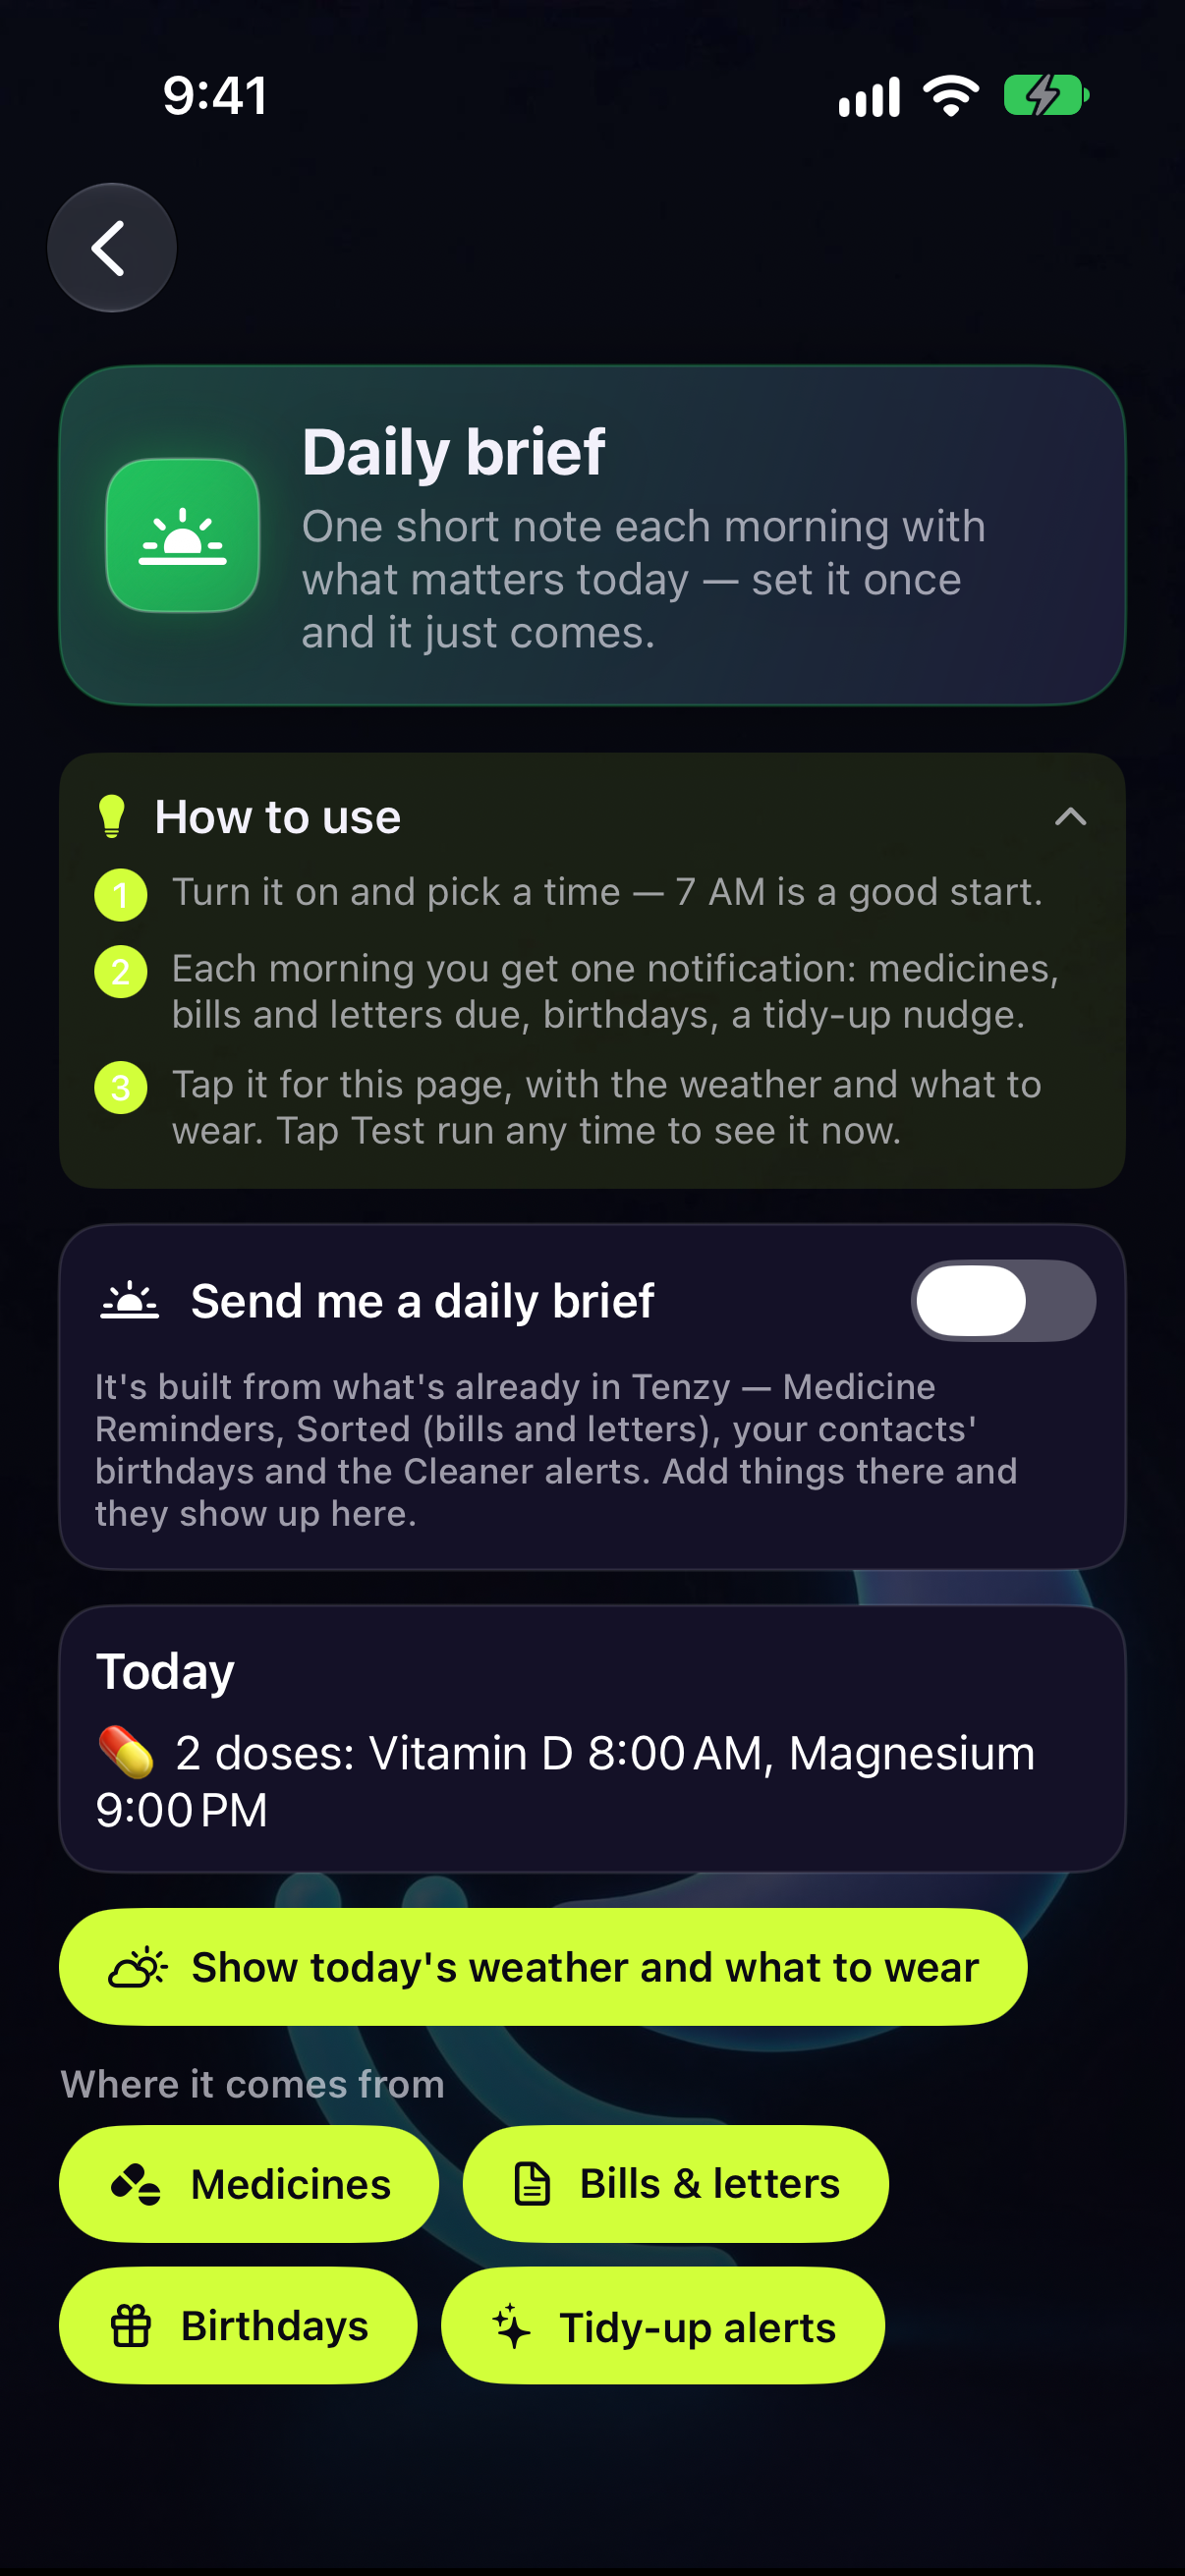 9:41
Daily brief
One short note each morning with
what matters today — set it once
and it just comes.
How to use
1 Turn it on and pick a time — 7 AM is a good start.
2 Each morning you get one notification: medicines,
bills and letters due, birthdays, a tidy-up nudge.
3 Tap it for this page, with the weather and what to
wear. Tap Test run any time to see it now.
Send me a daily brief
It's built from what's already in Tenzy — Medicine
Reminders, Sorted (bills and letters), your contacts'
birthdays and the Cleaner alerts. Add things there and
they show up here.
Today
💊 2 doses: Vitamin D 8:00 AM, Magnesium
9:00 PM
Show today's weather and what to wear
Where it comes from
Medicines
Bills & letters
Birthdays
Tidy-up alerts